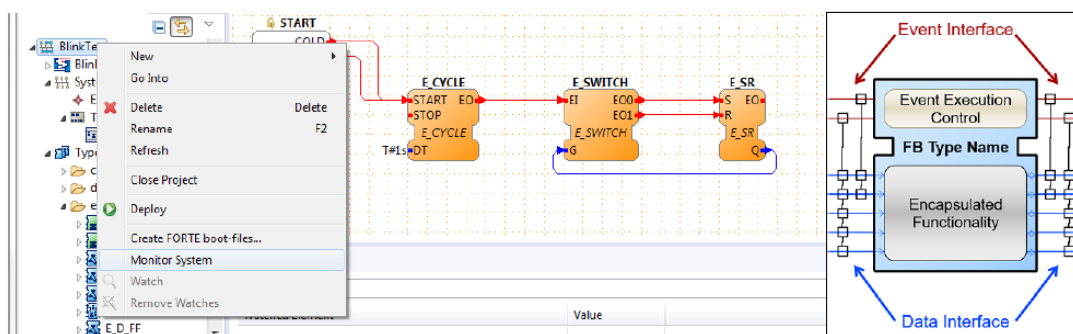 START
COLD
BlinkTe
Blin
Syst
E
T
Type
c
d
e
E_D_FF
New
Go Into
Delete Delete
Rename F2
Refresh
Close Project
Deploy
Create FORTE boot-files...
Monitor System
Watch
Remove Watches
E_CYCLE
START EO
STOP
E_CYCLE
T#1s DT
E_SWITCH
EI EO0
EO1
E_SWITCH
G
E_SR
S EO
R
E_SR
Q
Value
Event Interface
Event Execution
Control
FB Type Name
Encapsulated
Functionality
Data Interface